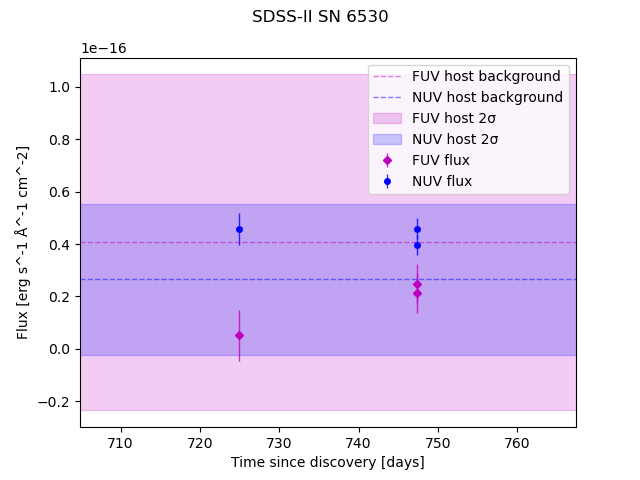 SDSS-II SN 6530
1e−16
FUV host background
NUV host background
FUV host 2σ
NUV host 2σ
FUV flux
NUV flux
1.0
0.8
0.6
0.4
0.2
0.0
−0.2
Flux [erg s^-1 Å^-1 cm^-2]
710
720
730
740
750
760
Time since discovery [days]